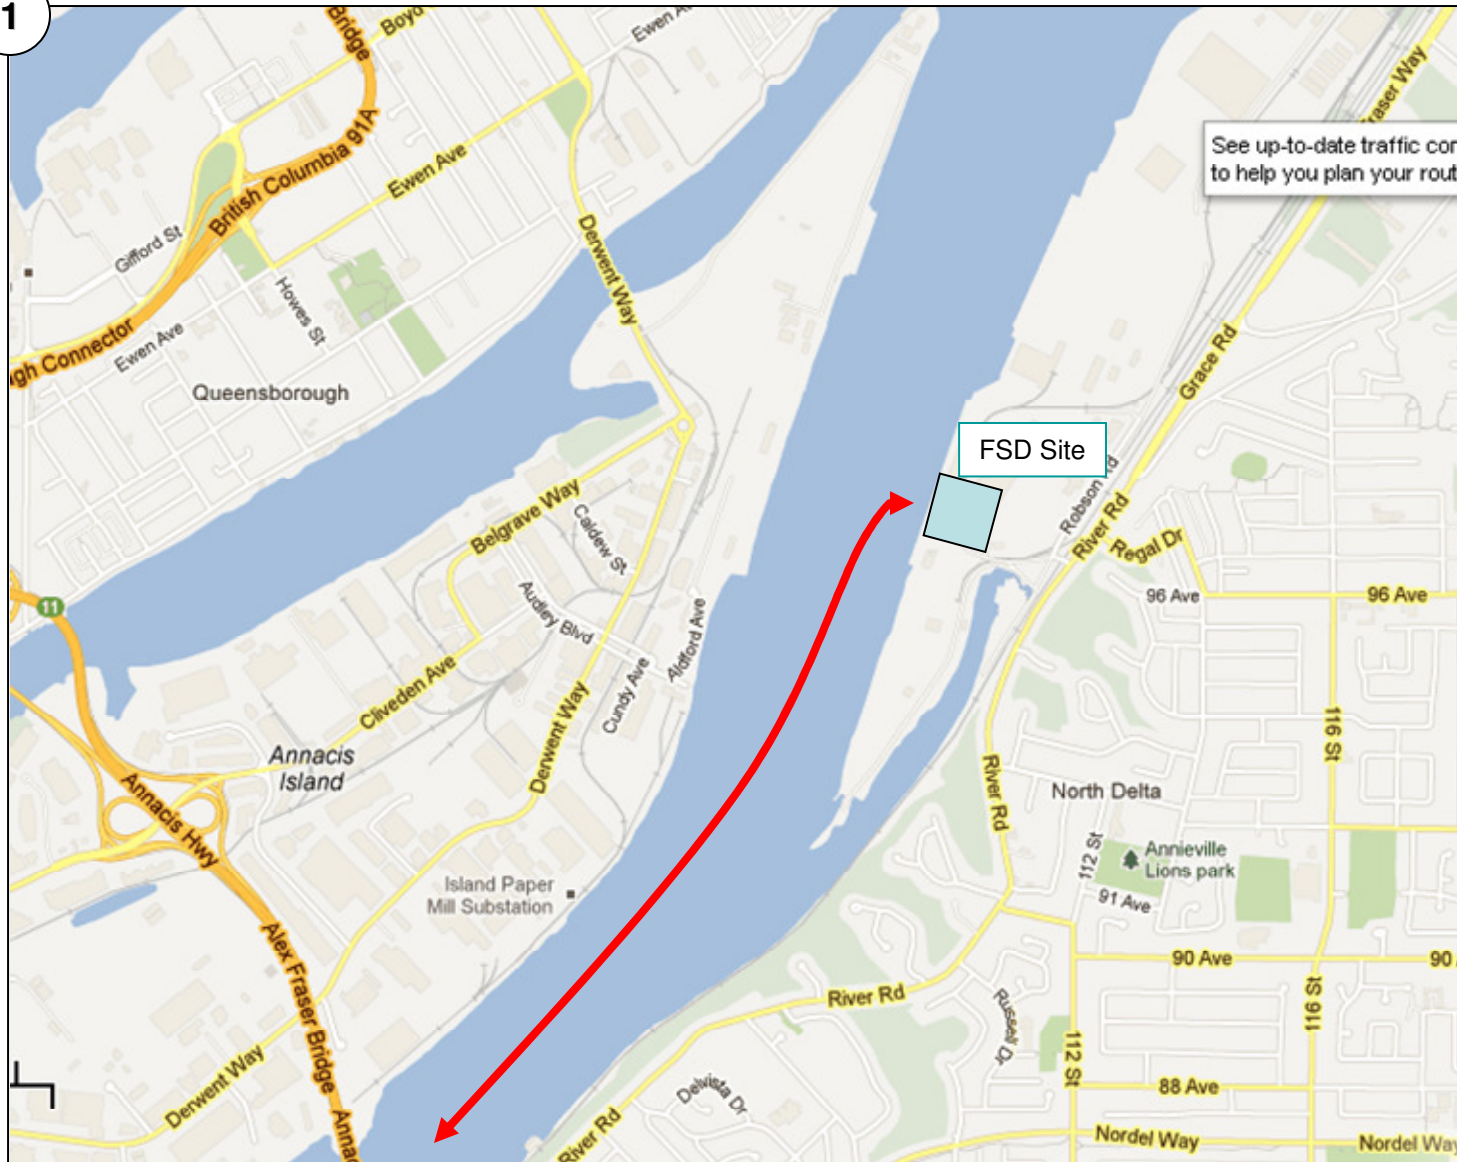 1
Bridge
Boyd
Ewen A
Fraser Way
See up-to-date traffic con
to help you plan your rout
British Columbia 91A
Ewen Ave
Gifford St
Derwent Way
Howes St
gh Connector
Ewen Ave
Queensborough
Grace Rd
FSD Site
Robson Rd
River Rd
Regal Dr
Belgrave Way
Caldew St
96 Ave
96 Ave
11
Audley Blvd
Aldford Ave
Cliveden Ave
Cundy Ave
Derwent Way
116 St
Annacis
Island
Annacis Hwy
River Rd
North Delta
112 St
Annieville
Lions park
91 Ave
Island Paper
Mill Substation
Alex Fraser Bridge
90 Ave
90
River Rd
Russell Dr
116 St
112 St
Derwent Way
Delvista Dr
88 Ave
Annac
River Rd
Nordel Way
Nordel Way